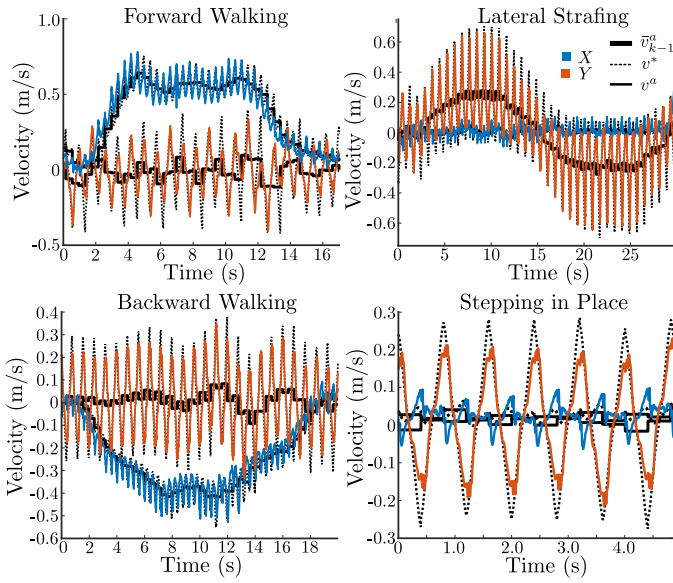 Forward Walking
Velocity (m/s)
1.0
0.5
0
-0.5
0 2 4 6 8 10 12 14 16
Time (s)
Lateral Strafing
X
Y
v̄ᵃₖ₋₁
v*
vᵃ
Velocity (m/s)
0.6
0.4
0.2
0
-0.2
-0.4
-0.6
0 5 10 15 20 25
Time (s)
Backward Walking
Velocity (m/s)
0.4
0.3
0.2
0.1
0
-0.1
-0.2
-0.3
-0.4
-0.5
-0.6
0 2 4 6 8 10 12 14 16 18
Time (s)
Stepping in Place
Velocity (m/s)
0.3
0.2
0.1
0
-0.1
-0.2
-0.3
0 1.0 2.0 3.0 4.0
Time (s)